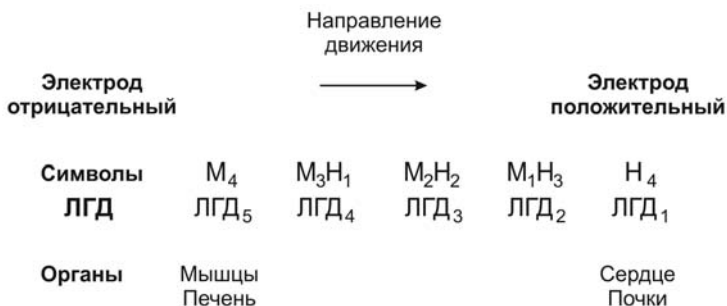 Направление
движения
Электрод
отрицательный
Электрод
положительный
Символы M₄ M₃H₁ M₂H₂ M₁H₃ H₄
ЛГД ЛГД₅ ЛГД₄ ЛГД₃ ЛГД₂ ЛГД₁
Органы Мышцы Сердце
Печень Почки